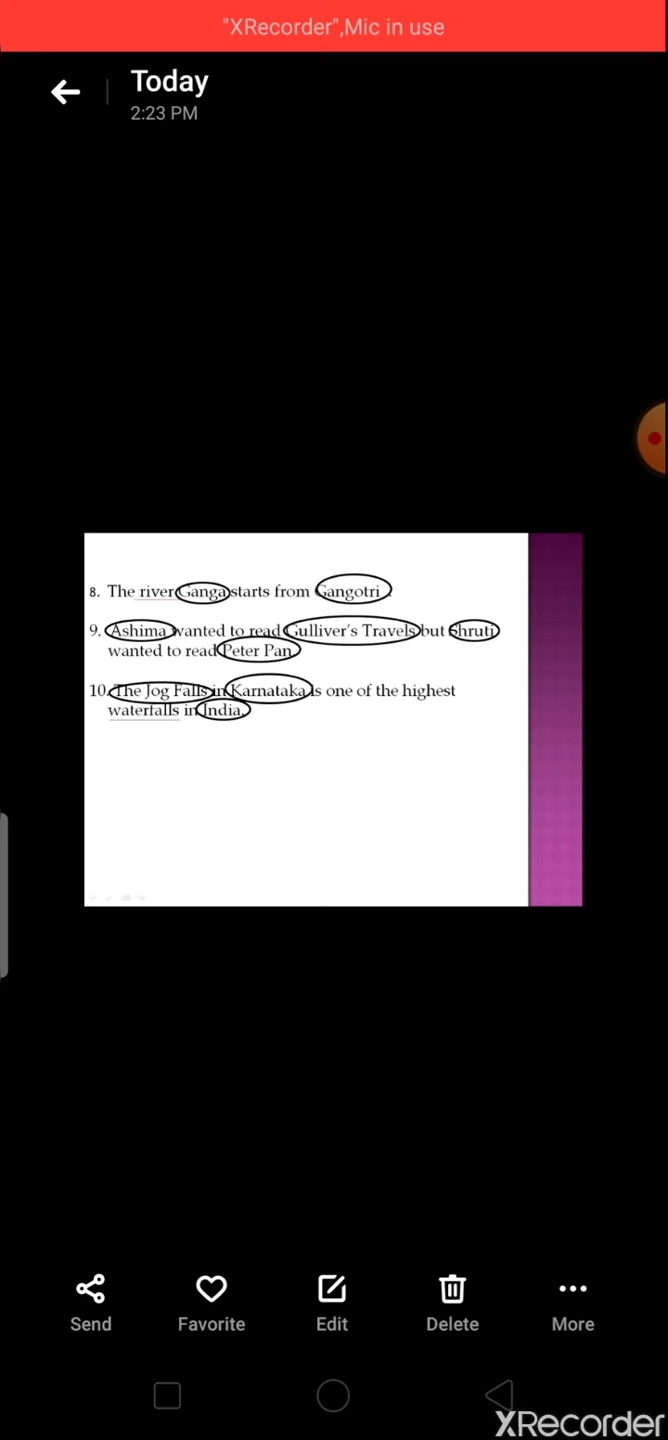 "XRecorder",Mic in use
Today
2:23 PM
8. The river Ganga starts from Gangotri .
9. Ashima wanted to read Gulliver's Travels but Shruti
wanted to read Peter Pan
10. The Jog Falls in Karnataka is one of the highest
waterfalls in India.
Send Favorite Edit Delete More
XRecorder